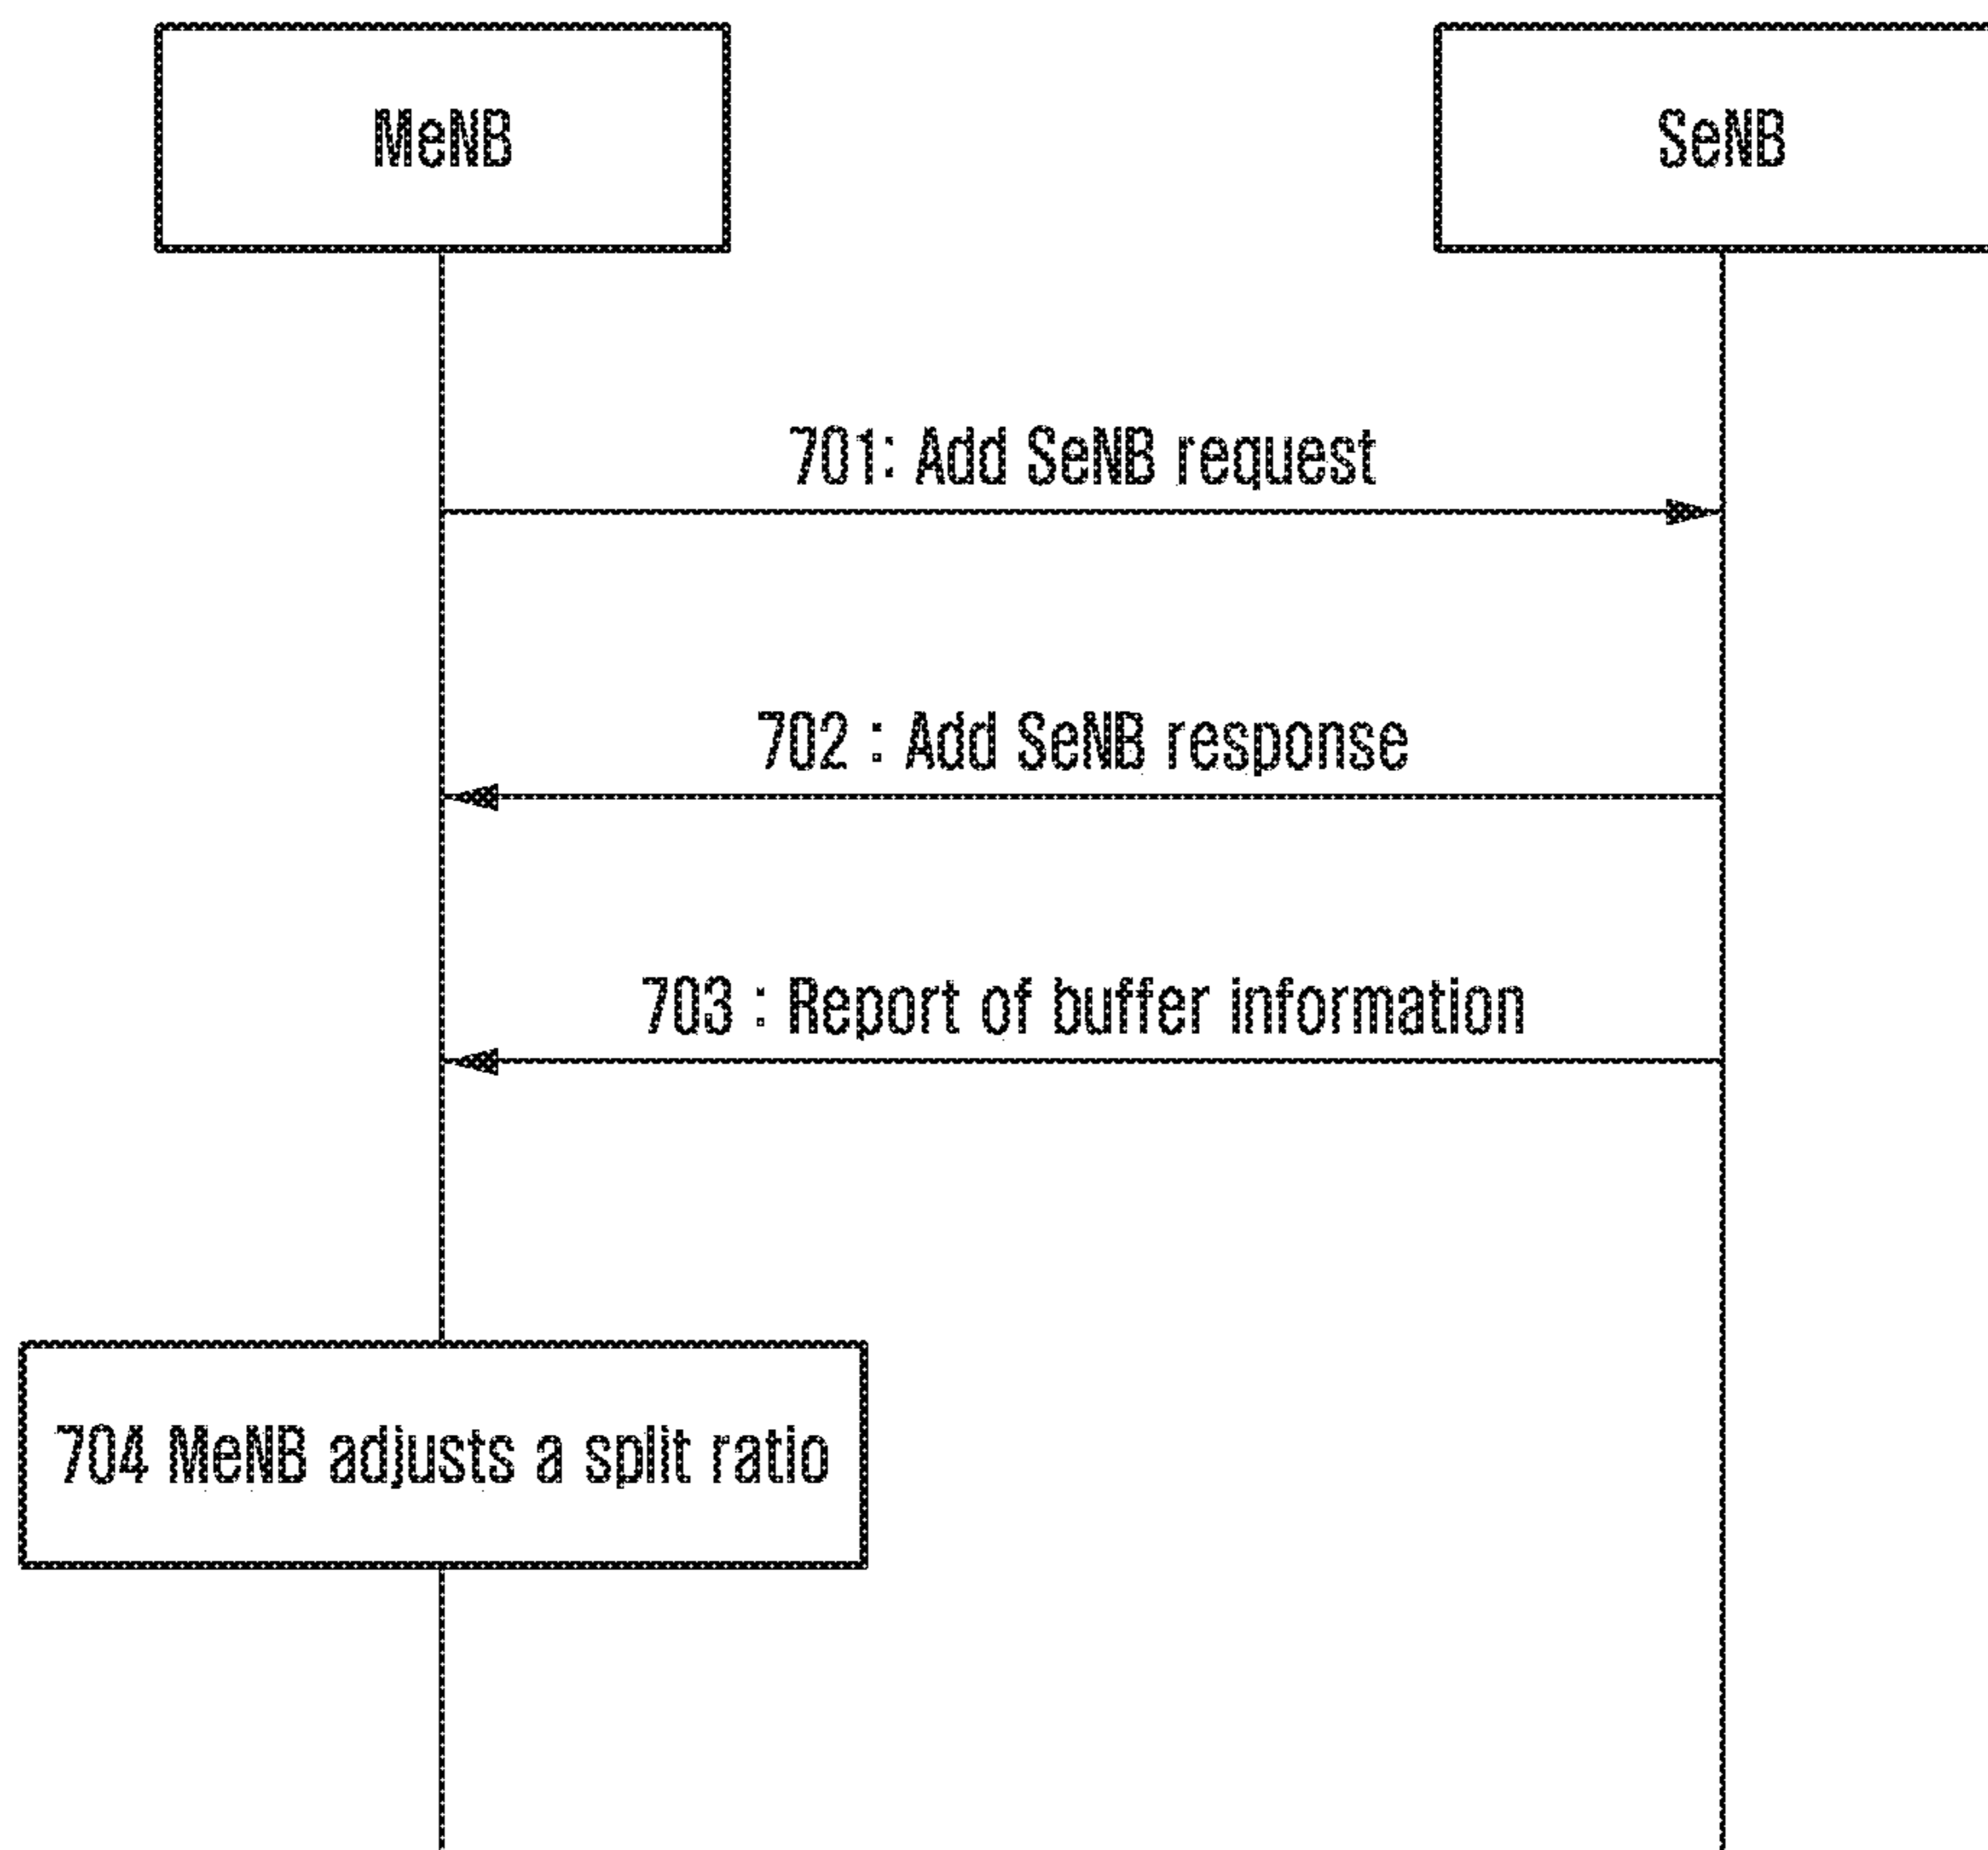 MeNB
SeNB
701: Add SeNB request
702 : Add SeNB response
703 : Report of buffer information
704 MeNB adjusts a split ratio